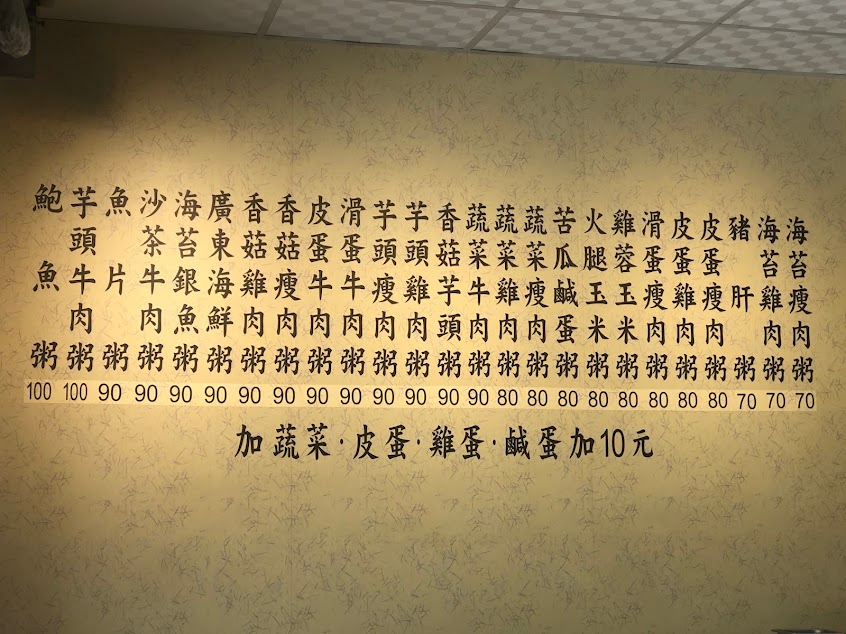 鮑魚粥 100
芋頭牛肉粥 100
魚片粥 90
沙茶牛肉粥 90
海苔銀魚粥 90
廣東海鮮粥 90
香菇雞肉粥 90
香菇瘦肉粥 90
皮蛋牛肉粥 90
滑蛋牛肉粥 90
芋頭瘦肉粥 90
芋頭雞肉粥 90
香菇芋頭粥 90
蔬菜牛肉粥 90
蔬菜雞肉粥 80
蔬菜瘦肉粥 80
苦瓜鹹蛋粥 80
火腿玉米粥 80
雞蓉玉米粥 80
滑蛋瘦肉粥 80
皮蛋雞肉粥 80
皮蛋瘦肉粥 80
豬肝粥 70
海苔雞肉粥 70
海苔瘦肉粥 70
加蔬菜·皮蛋·雞蛋·鹹蛋加10元